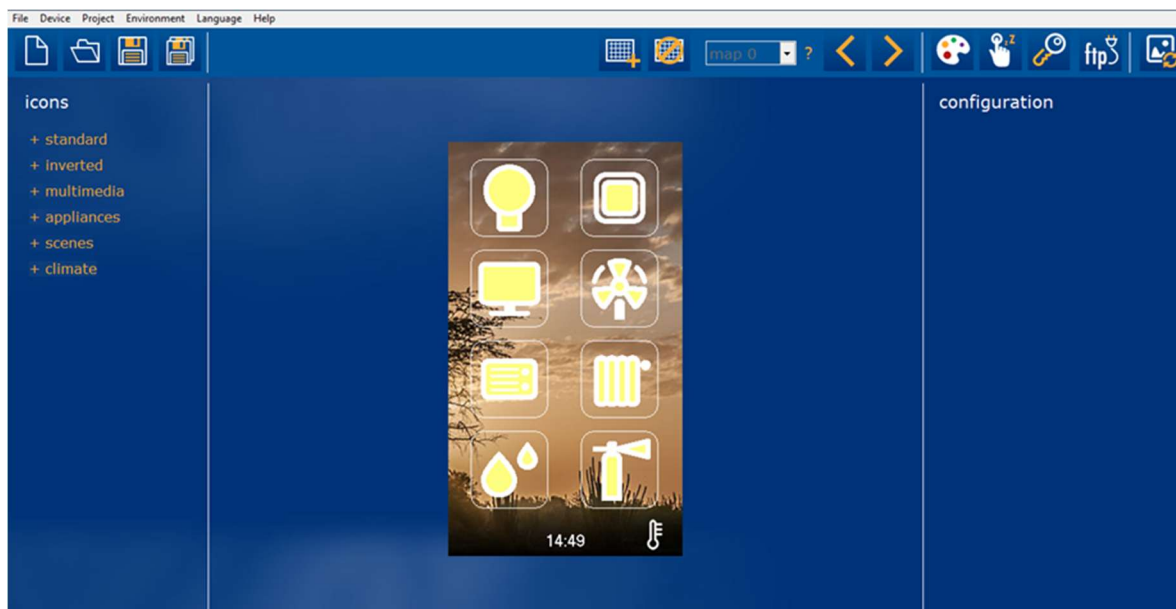 File Device Project Environment Language Help
map 0 ? ftp
icons
+ standard
+ inverted
+ multimedia
+ appliances
+ scenes
+ climate
configuration
14:49